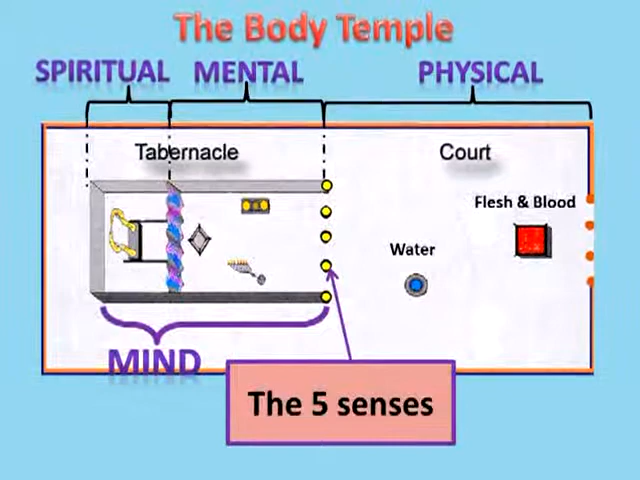 The Body Temple
SPIRITUAL MENTAL PHYSICAL
Tabernacle Court
Flesh & Blood
Water
MIND
The 5 senses